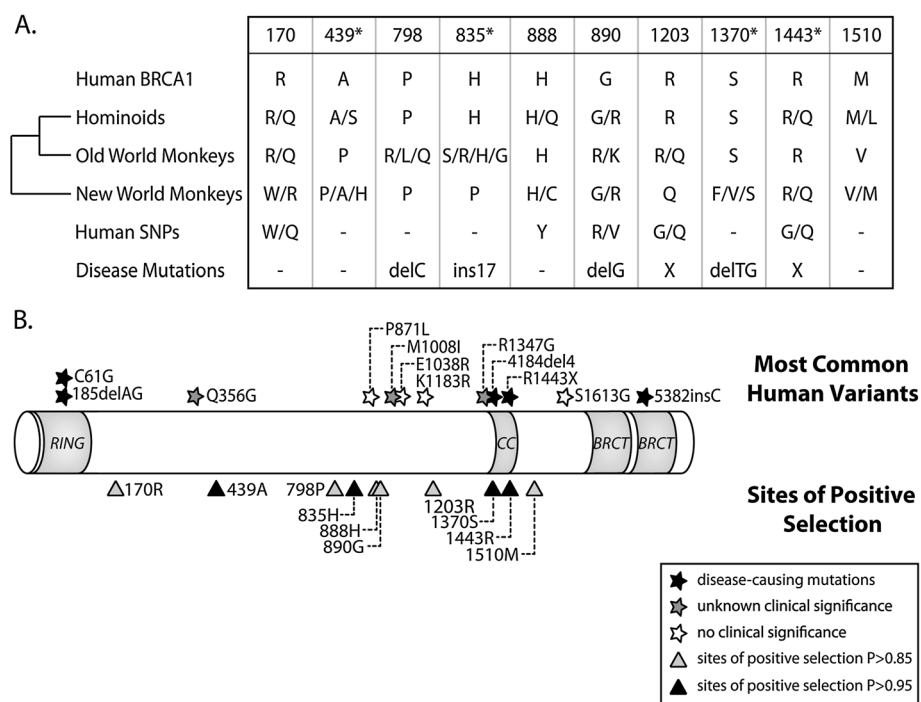 A.
170 439* 798 835* 888 890 1203 1370* 1443* 1510
Human BRCA1 R A P H H G R S R M
Hominoids R/Q A/S P H H/Q G/R R S R/Q M/L
Old World Monkeys R/Q P R/L/Q S/R/H/G H R/K R/Q S R V
New World Monkeys W/R P/A/H P P H/C G/R Q F/V/S R/Q V/M
Human SNPs W/Q - - - Y R/V G/Q - G/Q -
Disease Mutations - - delC ins17 - delG X delTG X -
B.
P871L
M1008I
E1038R
K1183R
R1347G
4184del4
R1443X
C61G
185delAG
Q356G
S1613G
5382insC
Most Common
Human Variants
RING
CC
BRCT
BRCT
170R
439A
798P
835H
888H
890G
1203R
1370S
1443R
1510M
Sites of Positive
Selection
disease-causing mutations
unknown clinical significance
no clinical significance
sites of positive selection P>0.85
sites of positive selection P>0.95